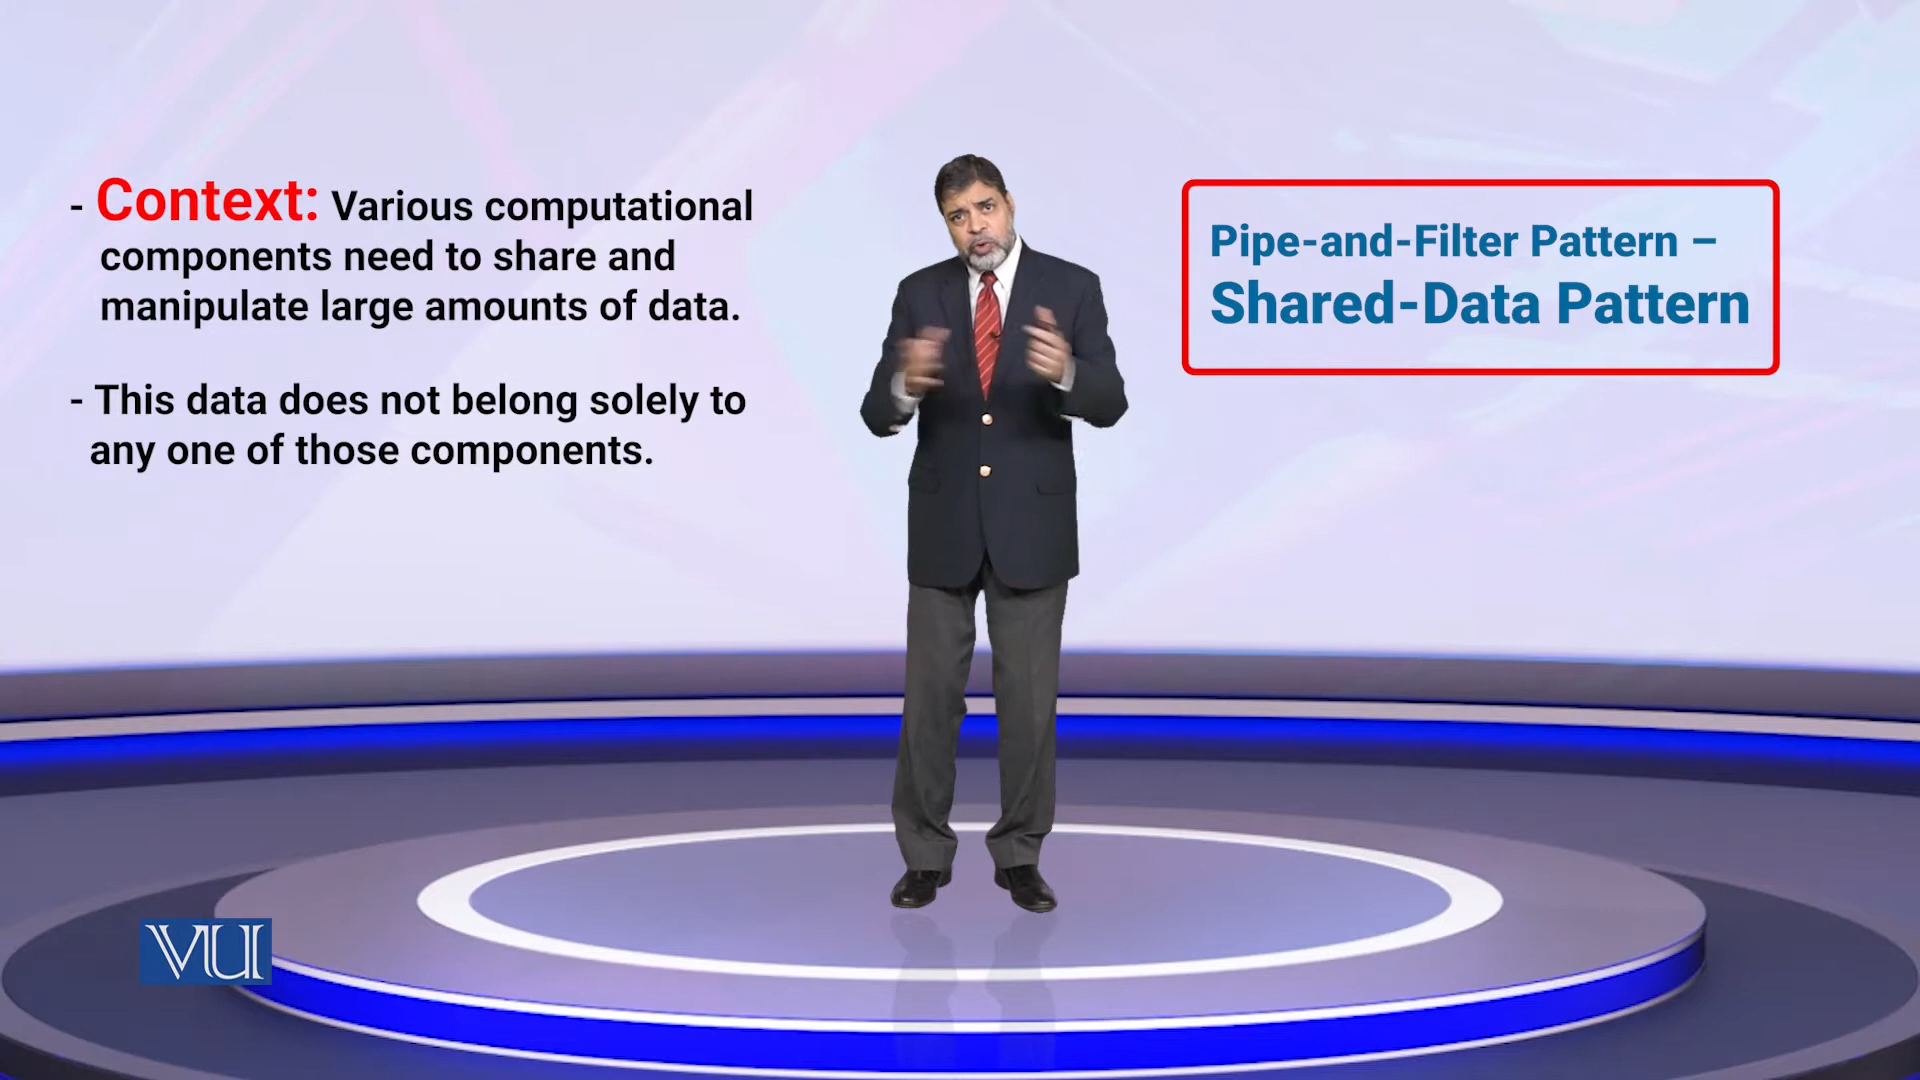 - Context: Various computational
components need to share and
manipulate large amounts of data.
- This data does not belong solely to
any one of those components.
Pipe-and-Filter Pattern –
Shared-Data Pattern
VU